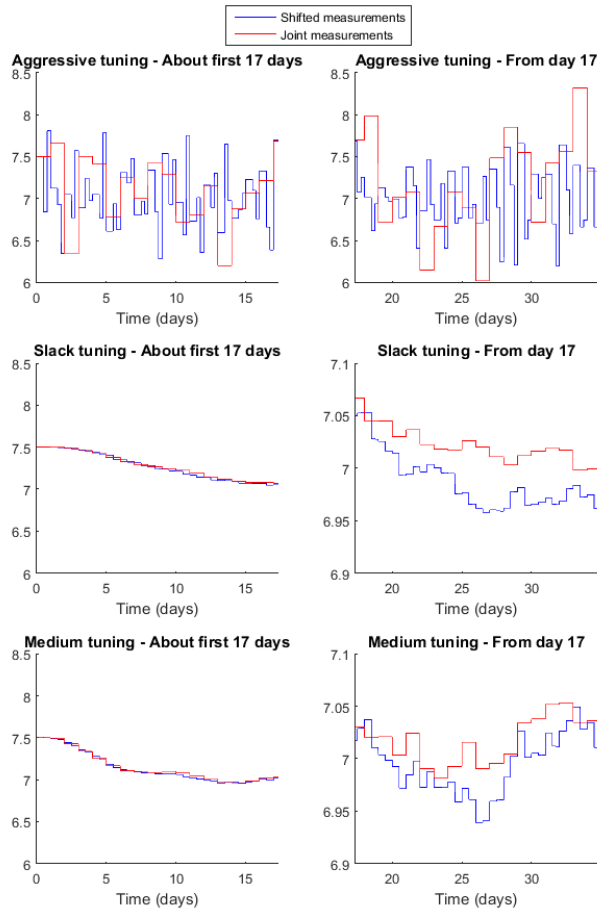 Shifted measurements
Joint measurements
Aggressive tuning - About first 17 days
8.5
8
7.5
7
6.5
6
0 5 10 15
Time (days)
Aggressive tuning - From day 17
8.5
8
7.5
7
6.5
6
20 25 30
Time (days)
Slack tuning - About first 17 days
8.5
8
7.5
7
6.5
6
0 5 10 15
Time (days)
Slack tuning - From day 17
7.1
7.05
7
6.95
6.9
20 25 30
Time (days)
Medium tuning - About first 17 days
8.5
8
7.5
7
6.5
6
0 5 10 15
Time (days)
Medium tuning - From day 17
7.1
7.05
7
6.95
6.9
20 25 30
Time (days)